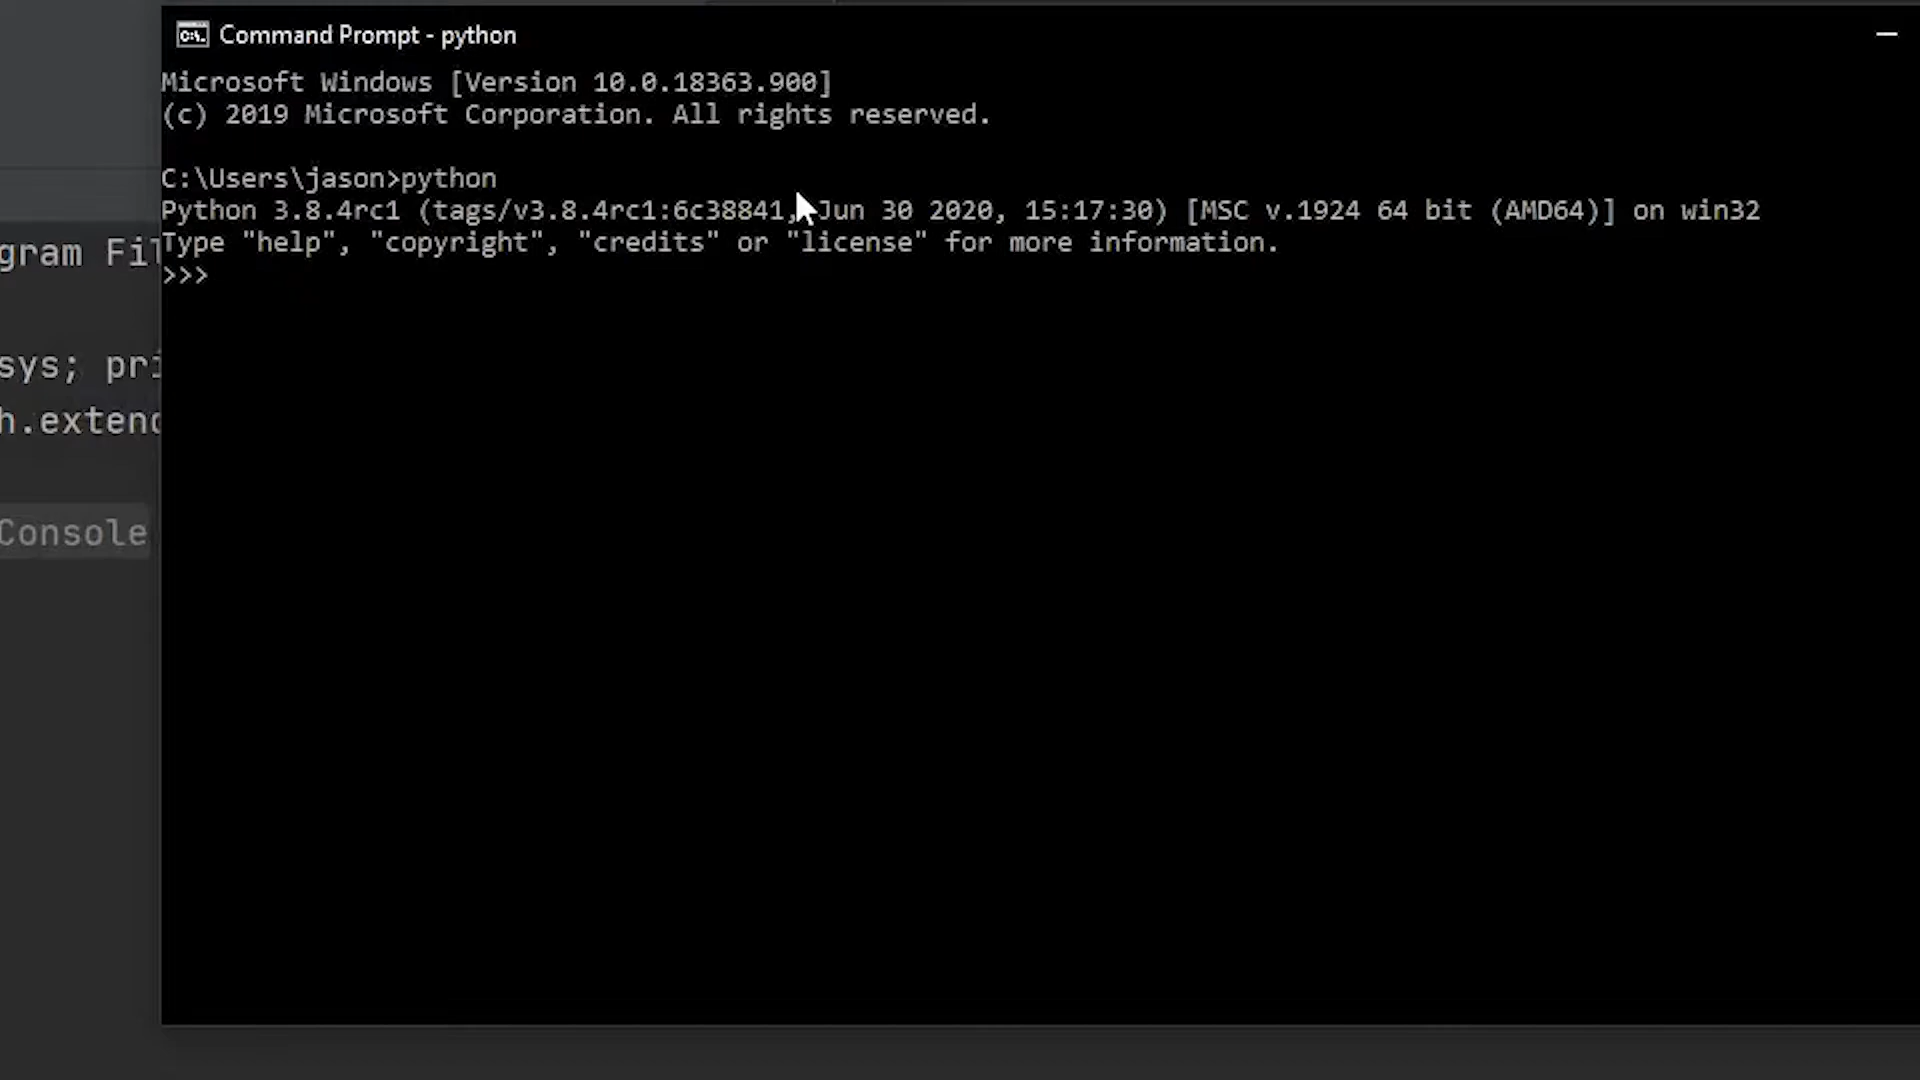 Command Prompt - python
Microsoft Windows [Version 10.0.18363.900]
(c) 2019 Microsoft Corporation. All rights reserved.
C:\Users\jason>python
Python 3.8.4rc1 (tags/v3.8.4rc1:6c38841, Jun 30 2020, 15:17:30) [MSC v.1924 64 bit (AMD64)] on win32
Type "help", "copyright", "credits" or "license" for more information.
>>>
gram Fil
sys; pri
h.extend
Console